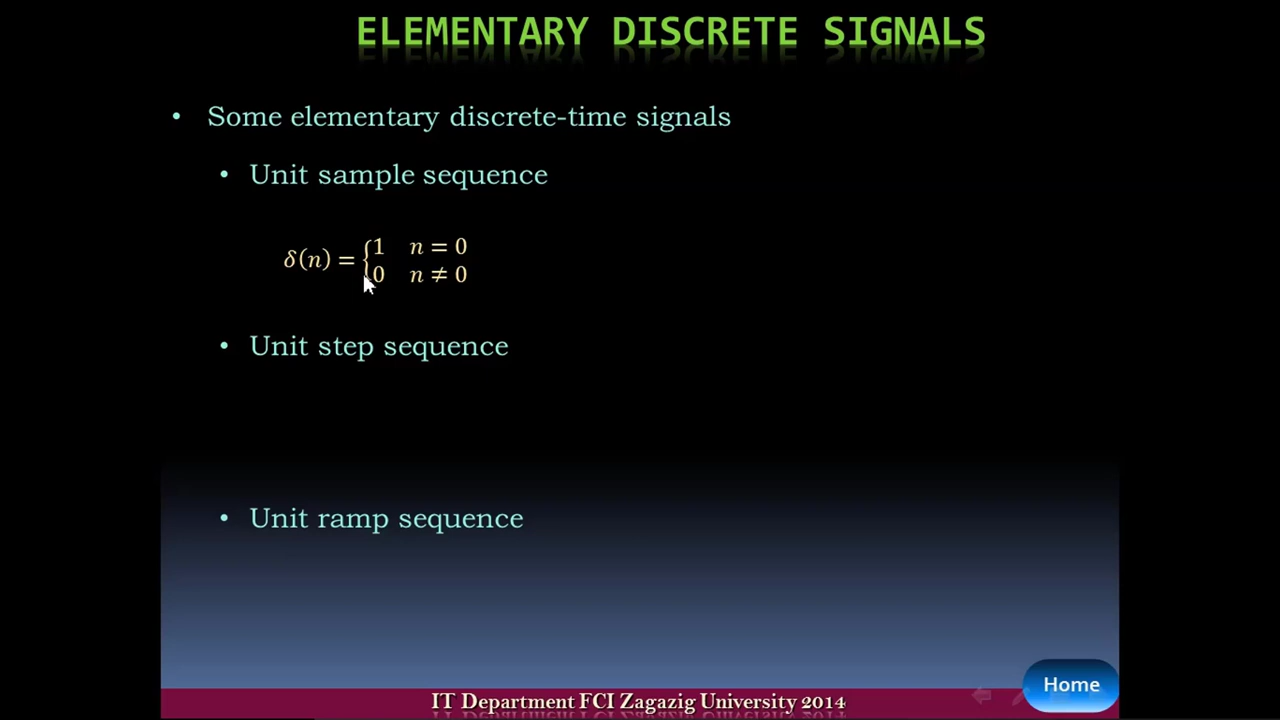 ELEMENTARY DISCRETE SIGNALS
• Some elementary discrete-time signals
• Unit sample sequence
δ(n) = {1 n = 0
0 n ≠ 0
• Unit step sequence
• Unit ramp sequence
Home
IT Department FCI Zagazig University 2014